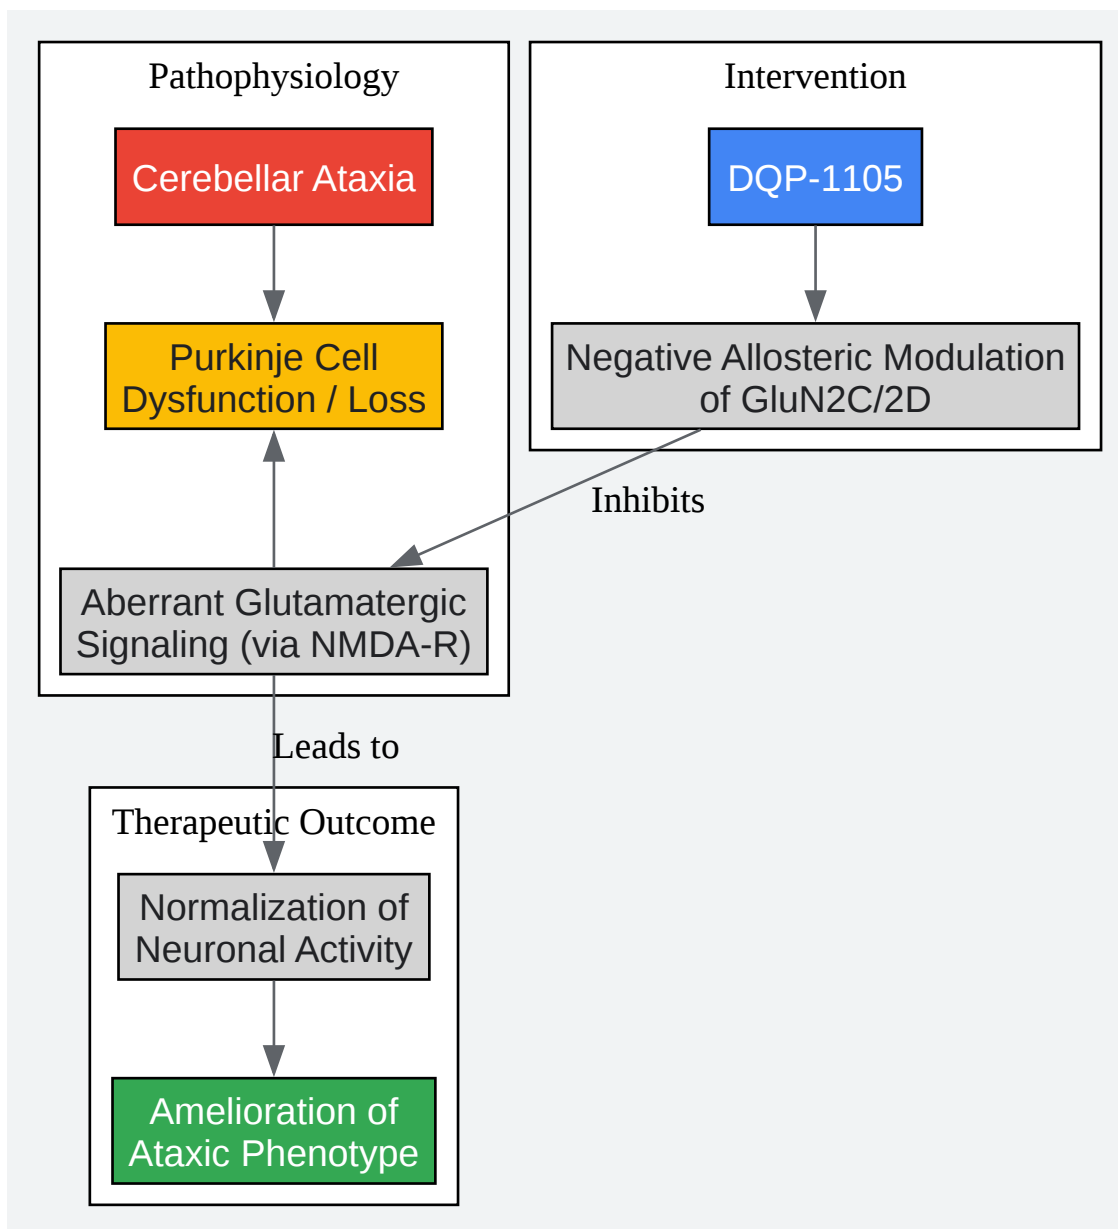 Pathophysiology
Cerebellar Ataxia
Purkinje Cell
Dysfunction / Loss
Aberrant Glutamatergic
Signaling (via NMDA-R)
Intervention
DQP-1105
Negative Allosteric Modulation
of GluN2C/2D
Inhibits
Leads to
Therapeutic Outcome
Normalization of
Neuronal Activity
Amelioration of
Ataxic Phenotype